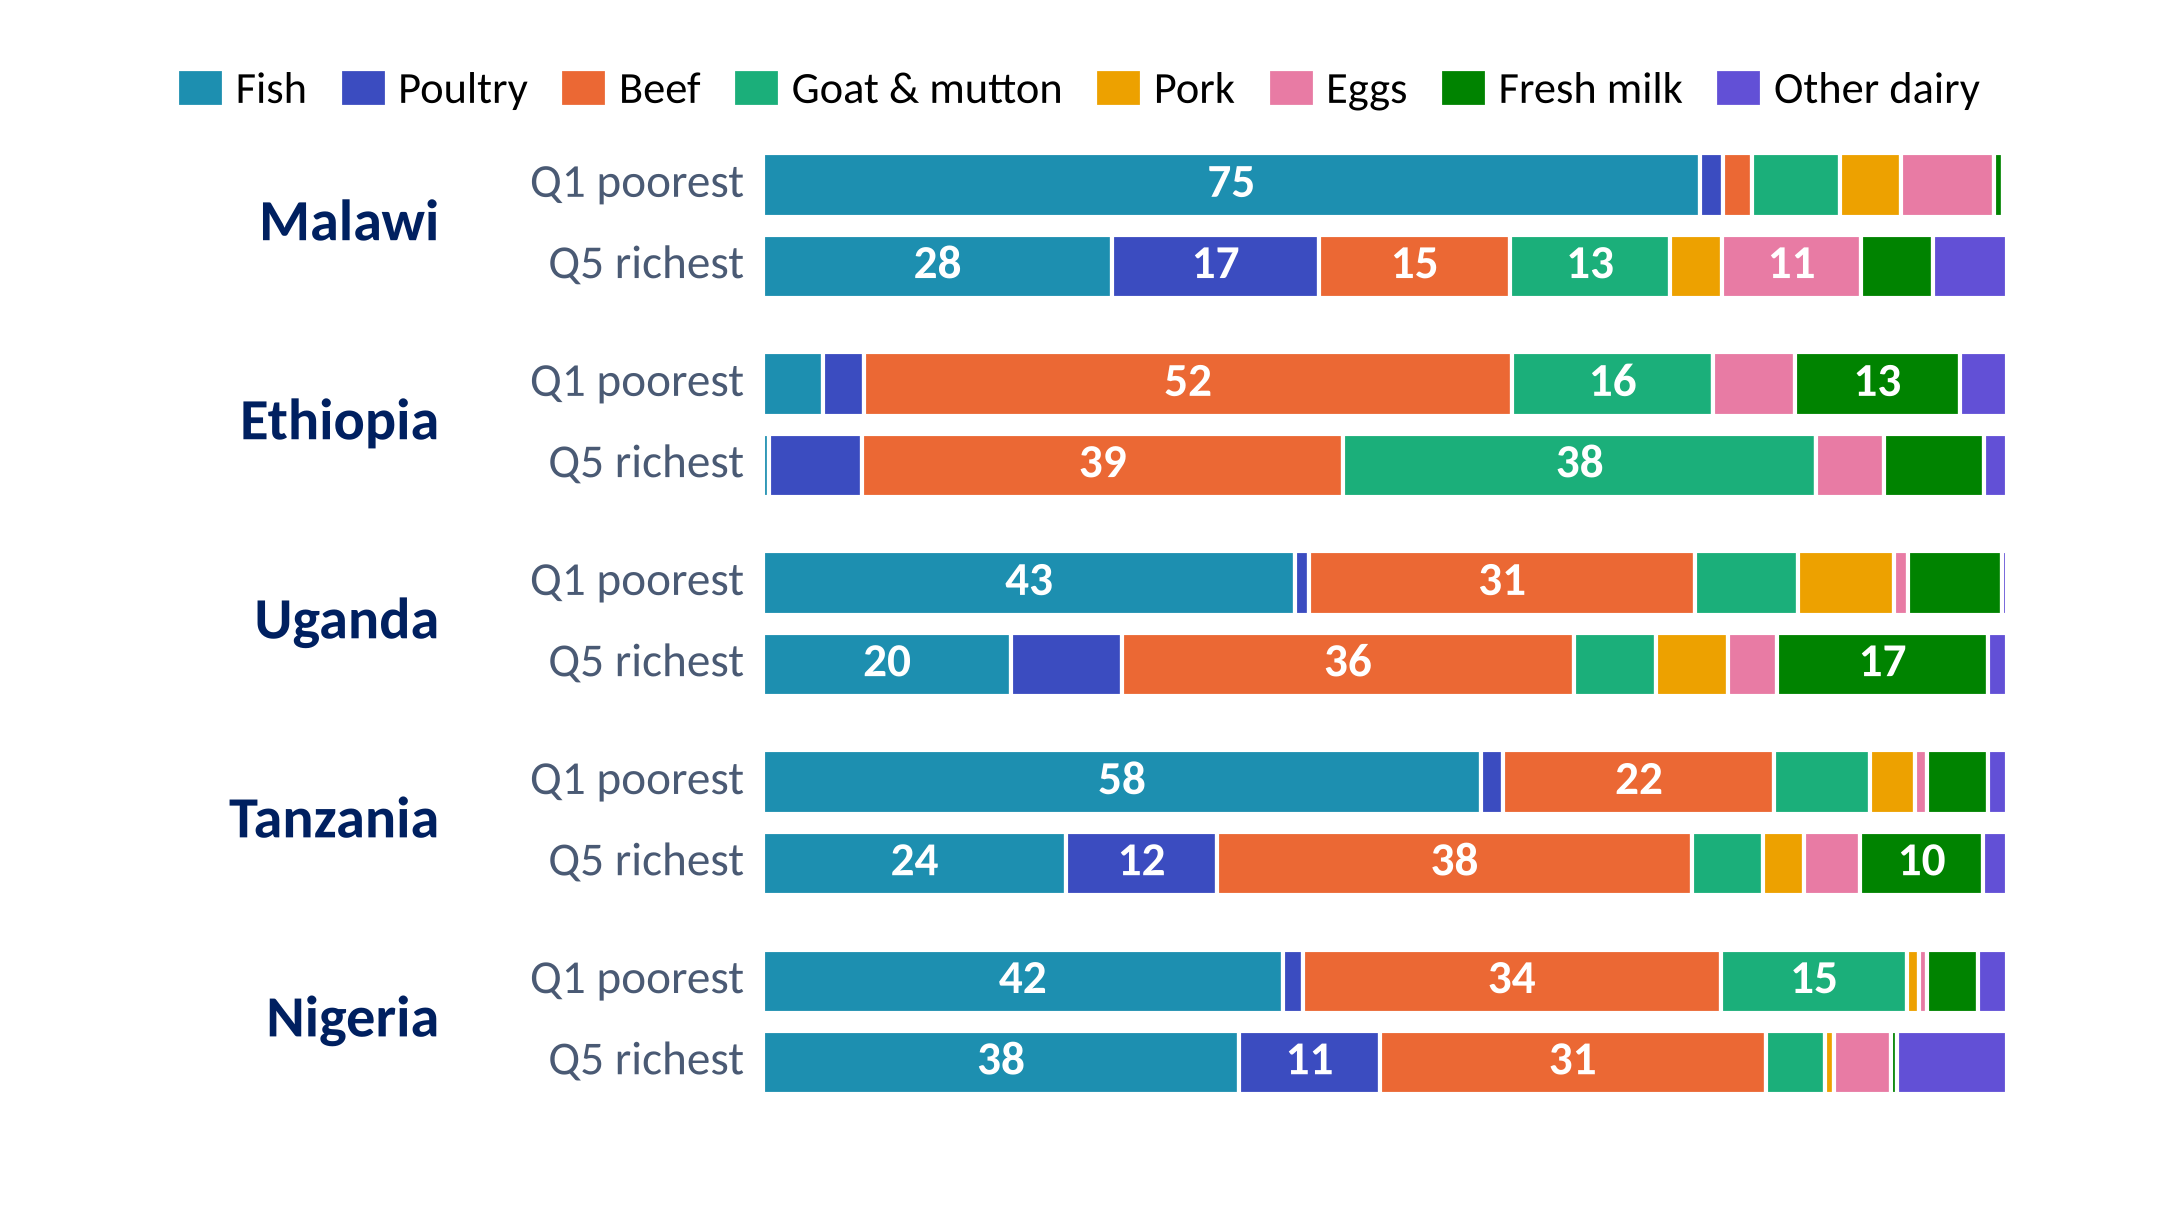 Fish Poultry Beef Goat & mutton Pork Eggs Fresh milk Other dairy
Malawi
Q1 poorest 75
Q5 richest 28 17 15 13 11
Ethiopia
Q1 poorest 52 16 13
Q5 richest 39 38
Uganda
Q1 poorest 43 31
Q5 richest 20 36 17
Tanzania
Q1 poorest 58 22
Q5 richest 24 12 38 10
Nigeria
Q1 poorest 42 34 15
Q5 richest 38 11 31